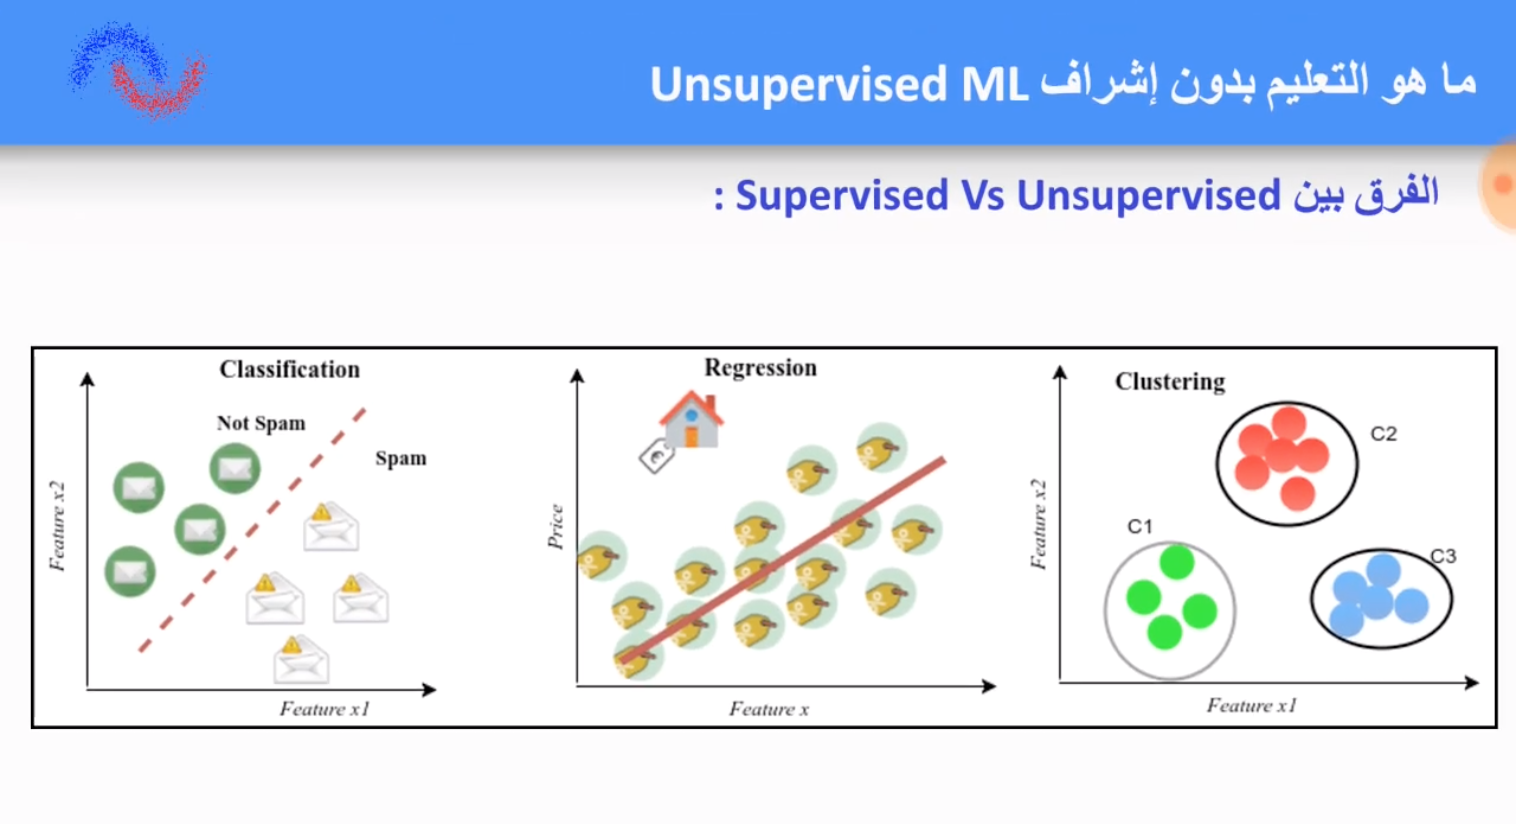 ما هو التعليم بدون إشراف Unsupervised ML
الفرق بين Supervised Vs Unsupervised :
Classification
Not Spam
Spam
Feature x2
Feature x1
Regression
Price
Feature x
Clustering
C2
C1
C3
Feature x2
Feature x1